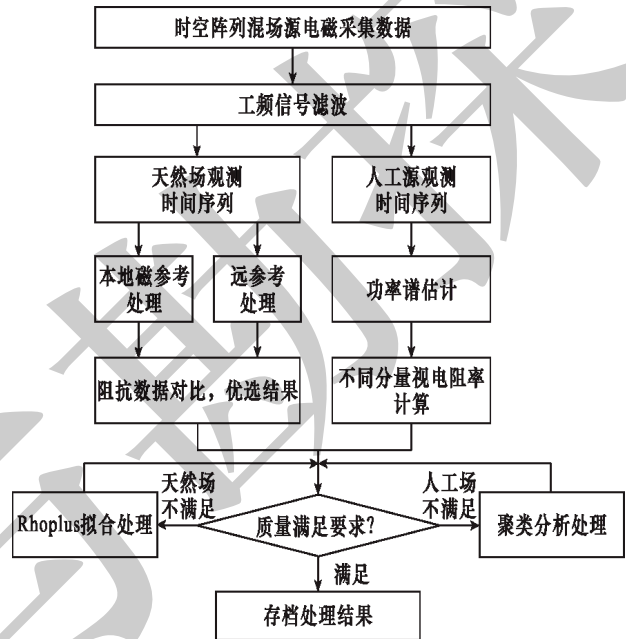 时空阵列混场源电磁采集数据
工频信号滤波
天然场观测
时间序列
人工源观测
时间序列
本地磁参考
处理
远参考
处理
功率谱估计
阻抗数据对比，优选结果
不同分量视电阻率
计算
天然场
不满足
人工场
不满足
Rhoplus拟合处理
质量满足要求?
聚类分析处理
满足
存档处理结果